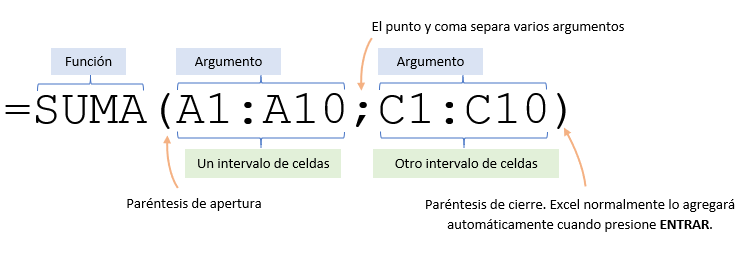 El punto y coma separa varios argumentos
Función
Argumento
Argumento
=SUMA(A1:A10;C1:C10)
Un intervalo de celdas
Otro intervalo de celdas
Paréntesis de apertura
Paréntesis de cierre. Excel normalmente lo agregará
automáticamente cuando presione ENTRAR.